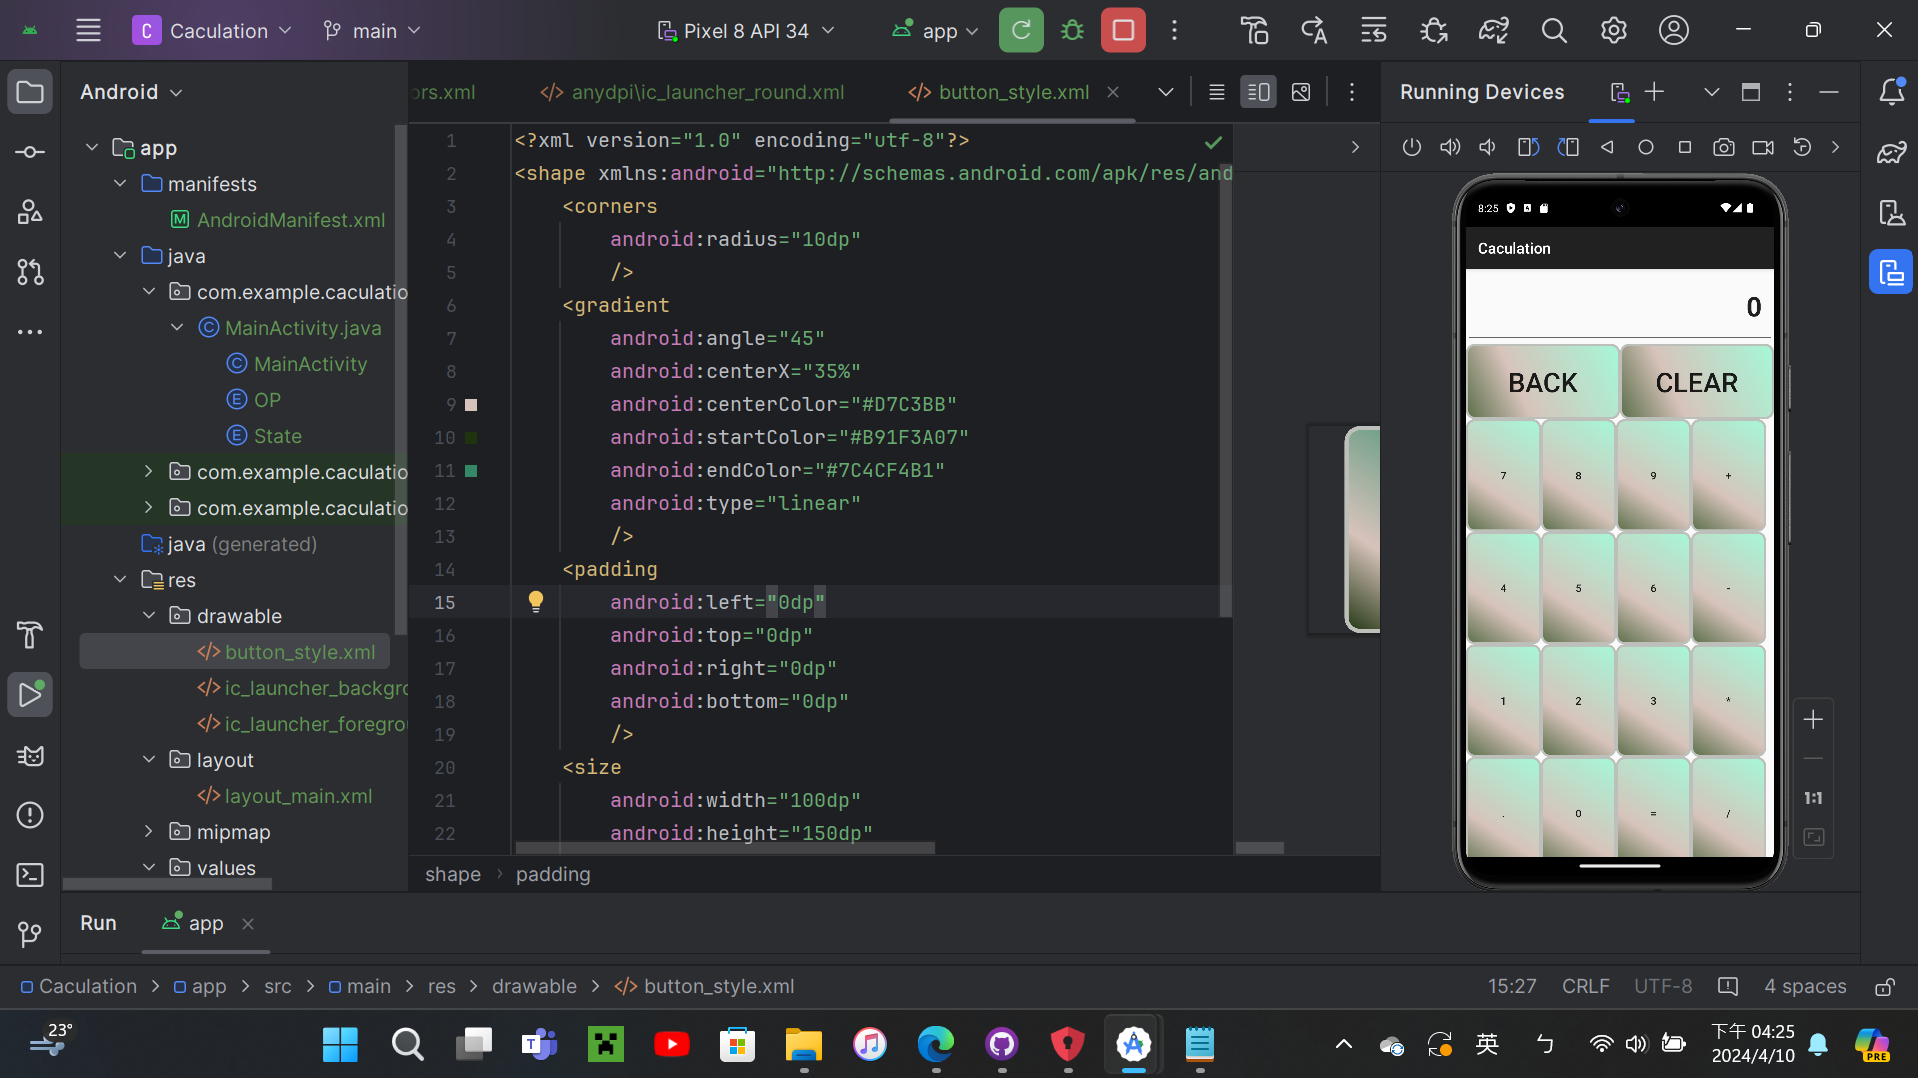 C Caculation
main
Pixel 8 API 34
app
Android
ors.xml
anydpi\ic_launcher_round.xml
button_style.xml
Running Devices
app
manifests
AndroidManifest.xml
java
com.example.caculatio
MainActivity.java
MainActivity
OP
State
com.example.caculatio
com.example.caculatio
java (generated)
res
drawable
button_style.xml
ic_launcher_backgro
ic_launcher_foregrou
layout
layout_main.xml
mipmap
values
1 <?xml version="1.0" encoding="utf-8"?>
2 <shape xmlns:android="http://schemas.android.com/apk/res/and
3 <corners
4 android:radius="10dp"
5 />
6 <gradient
7 android:angle="45"
8 android:centerX="35%"
9 android:centerColor="#D7C3BB"
10 android:startColor="#B91F3A07"
11 android:endColor="#7C4CF4B1"
12 android:type="linear"
13 />
14 <padding
15 android:left="0dp"
16 android:top="0dp"
17 android:right="0dp"
18 android:bottom="0dp"
19 />
20 <size
21 android:width="100dp"
22 android:height="150dp"
shape > padding
8:25
Caculation
0
BACK CLEAR
7 8 9 +
4 5 6 -
1 2 3 *
. 0 = /
1:1
Run
app
Caculation > app > src > main > res > drawable > button_style.xml
15:27 CRLF UTF-8 4 spaces
23°
英 ㄅ
下午 04:25
2024/4/10
PRE